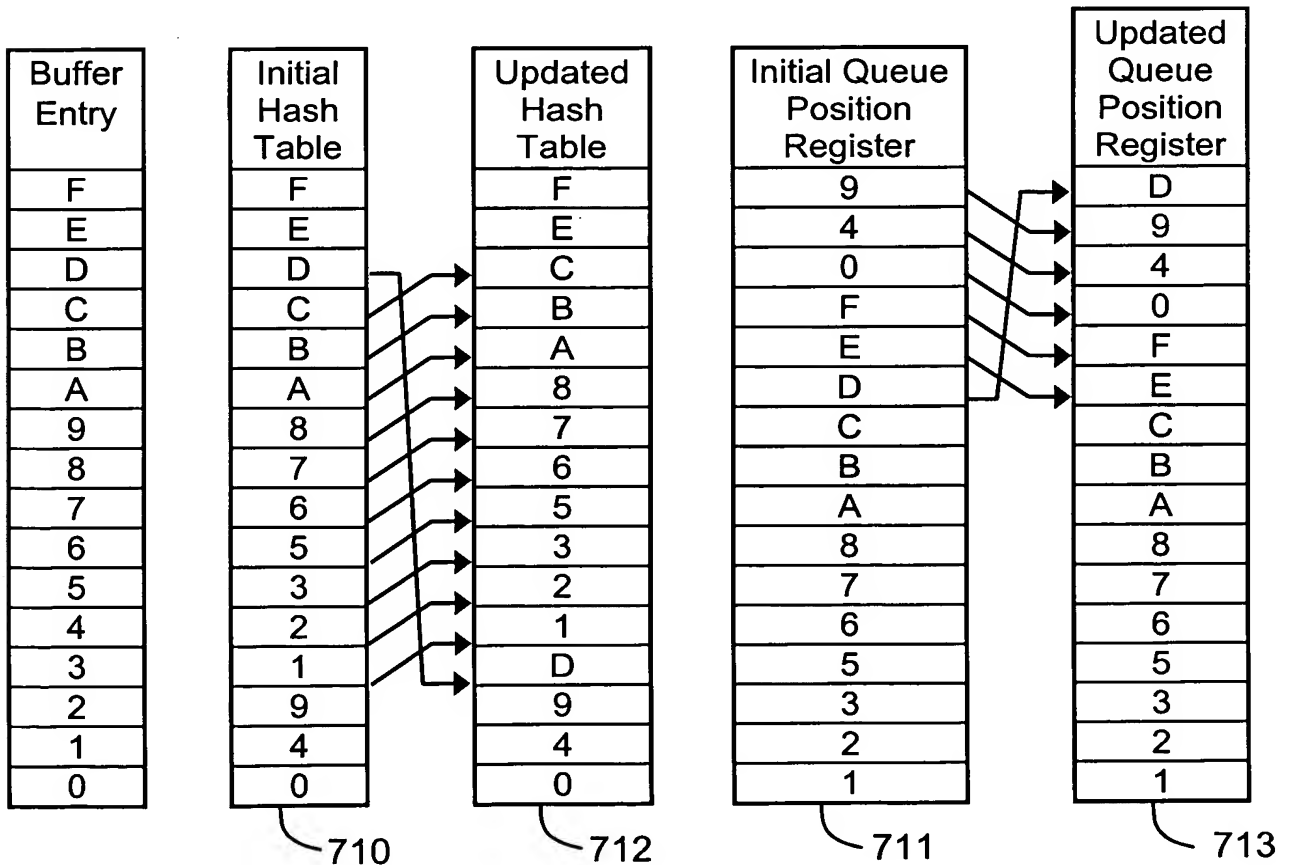 Buffer
Entry
F
E
D
C
B
A
9
8
7
6
5
4
3
2
1
0
Initial
Hash
Table
F
E
D
C
B
A
8
7
6
5
3
2
1
9
4
0
710
Updated
Hash
Table
F
E
C
B
A
8
7
6
5
3
2
1
D
9
4
0
712
Initial Queue
Position
Register
9
4
0
F
E
D
C
B
A
8
7
6
5
3
2
1
711
Updated
Queue
Position
Register
D
9
4
0
F
E
C
B
A
8
7
6
5
3
2
1
713